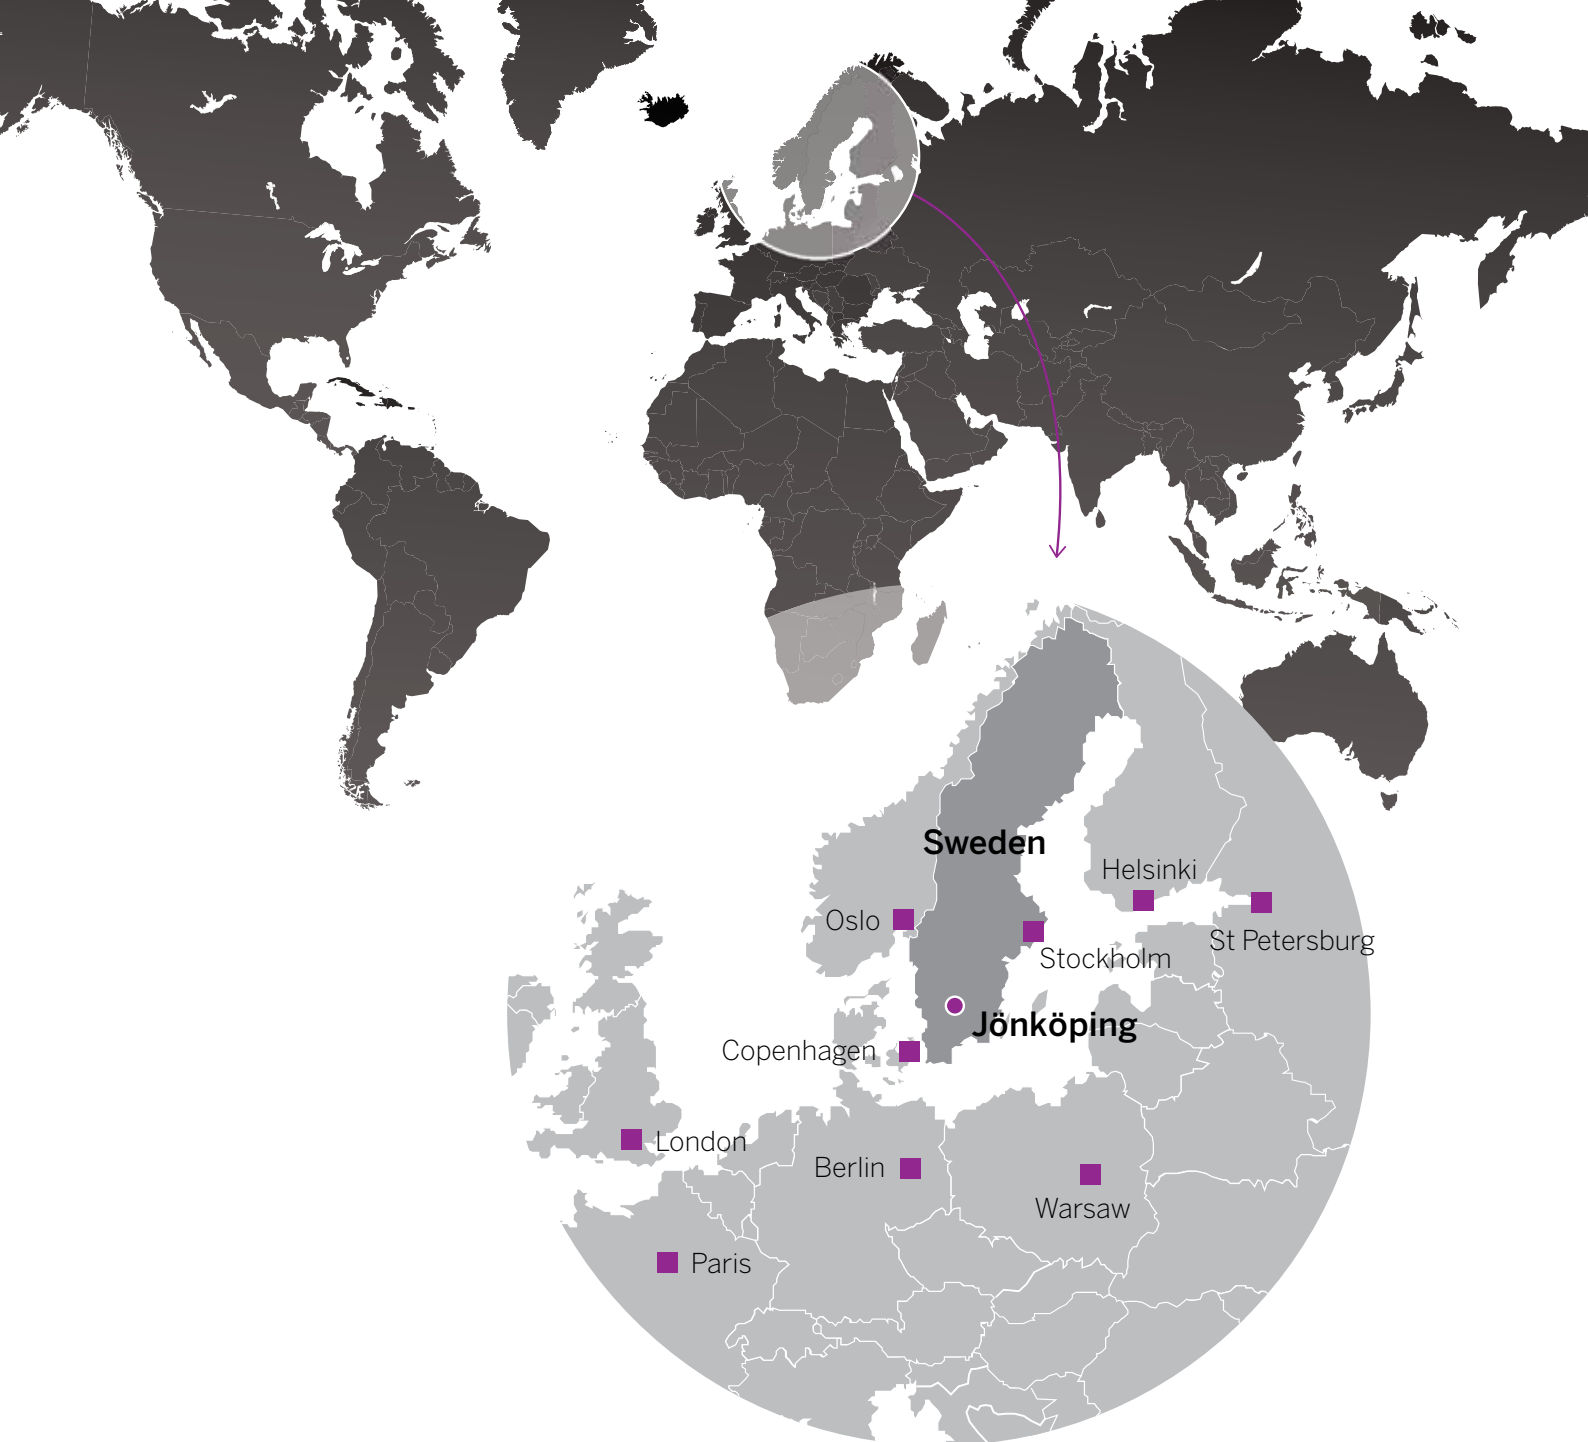 Sweden
Helsinki
Oslo
St Petersburg
Stockholm
Jönköping
Copenhagen
London
Berlin
Warsaw
Paris